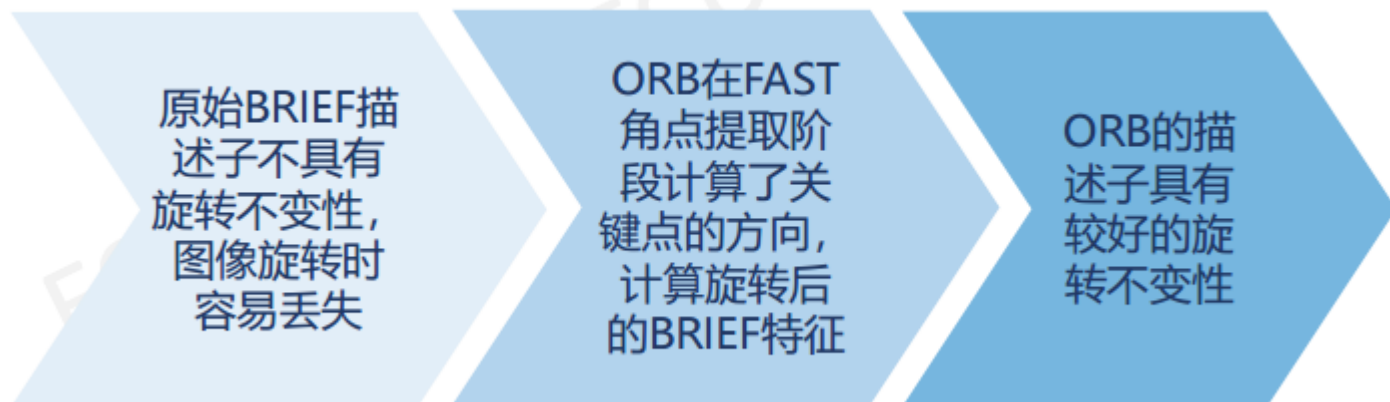 原始BRIEF描
述子不具有
旋转不变性，
图像旋转时
容易丢失
ORB在FAST
角点提取阶
段计算了关
键点的方向，
计算旋转后
的BRIEF特征
ORB的描
述子具有
较好的旋
转不变性